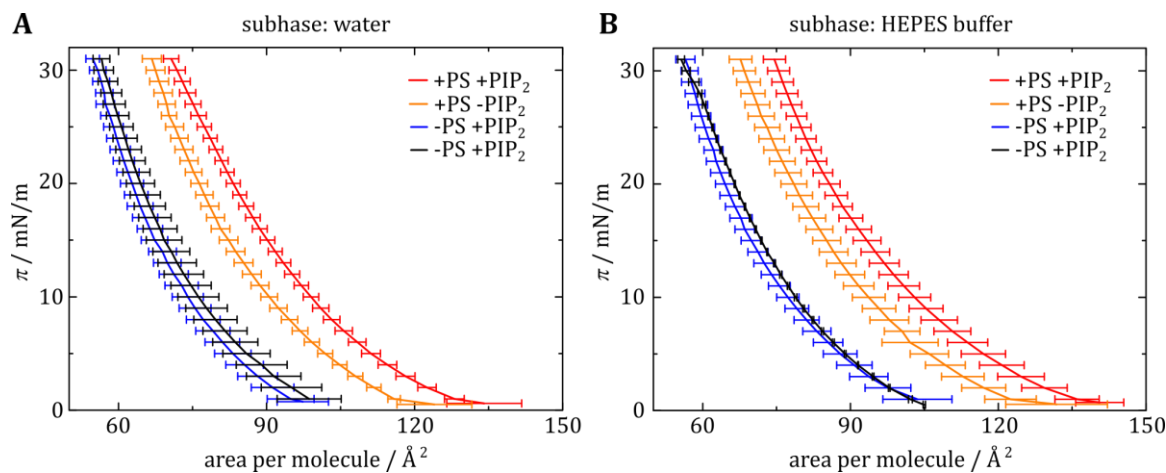 A subhase: water
30
20
10
0
π / mN/m
+PS +PIP₂
+PS -PIP₂
-PS +PIP₂
-PS +PIP₂
60 90 120 150
area per molecule / Å²
B subhase: HEPES buffer
30
20
10
0
π / mN/m
+PS +PIP₂
+PS -PIP₂
-PS +PIP₂
-PS +PIP₂
60 90 120 150
area per molecule / Å²